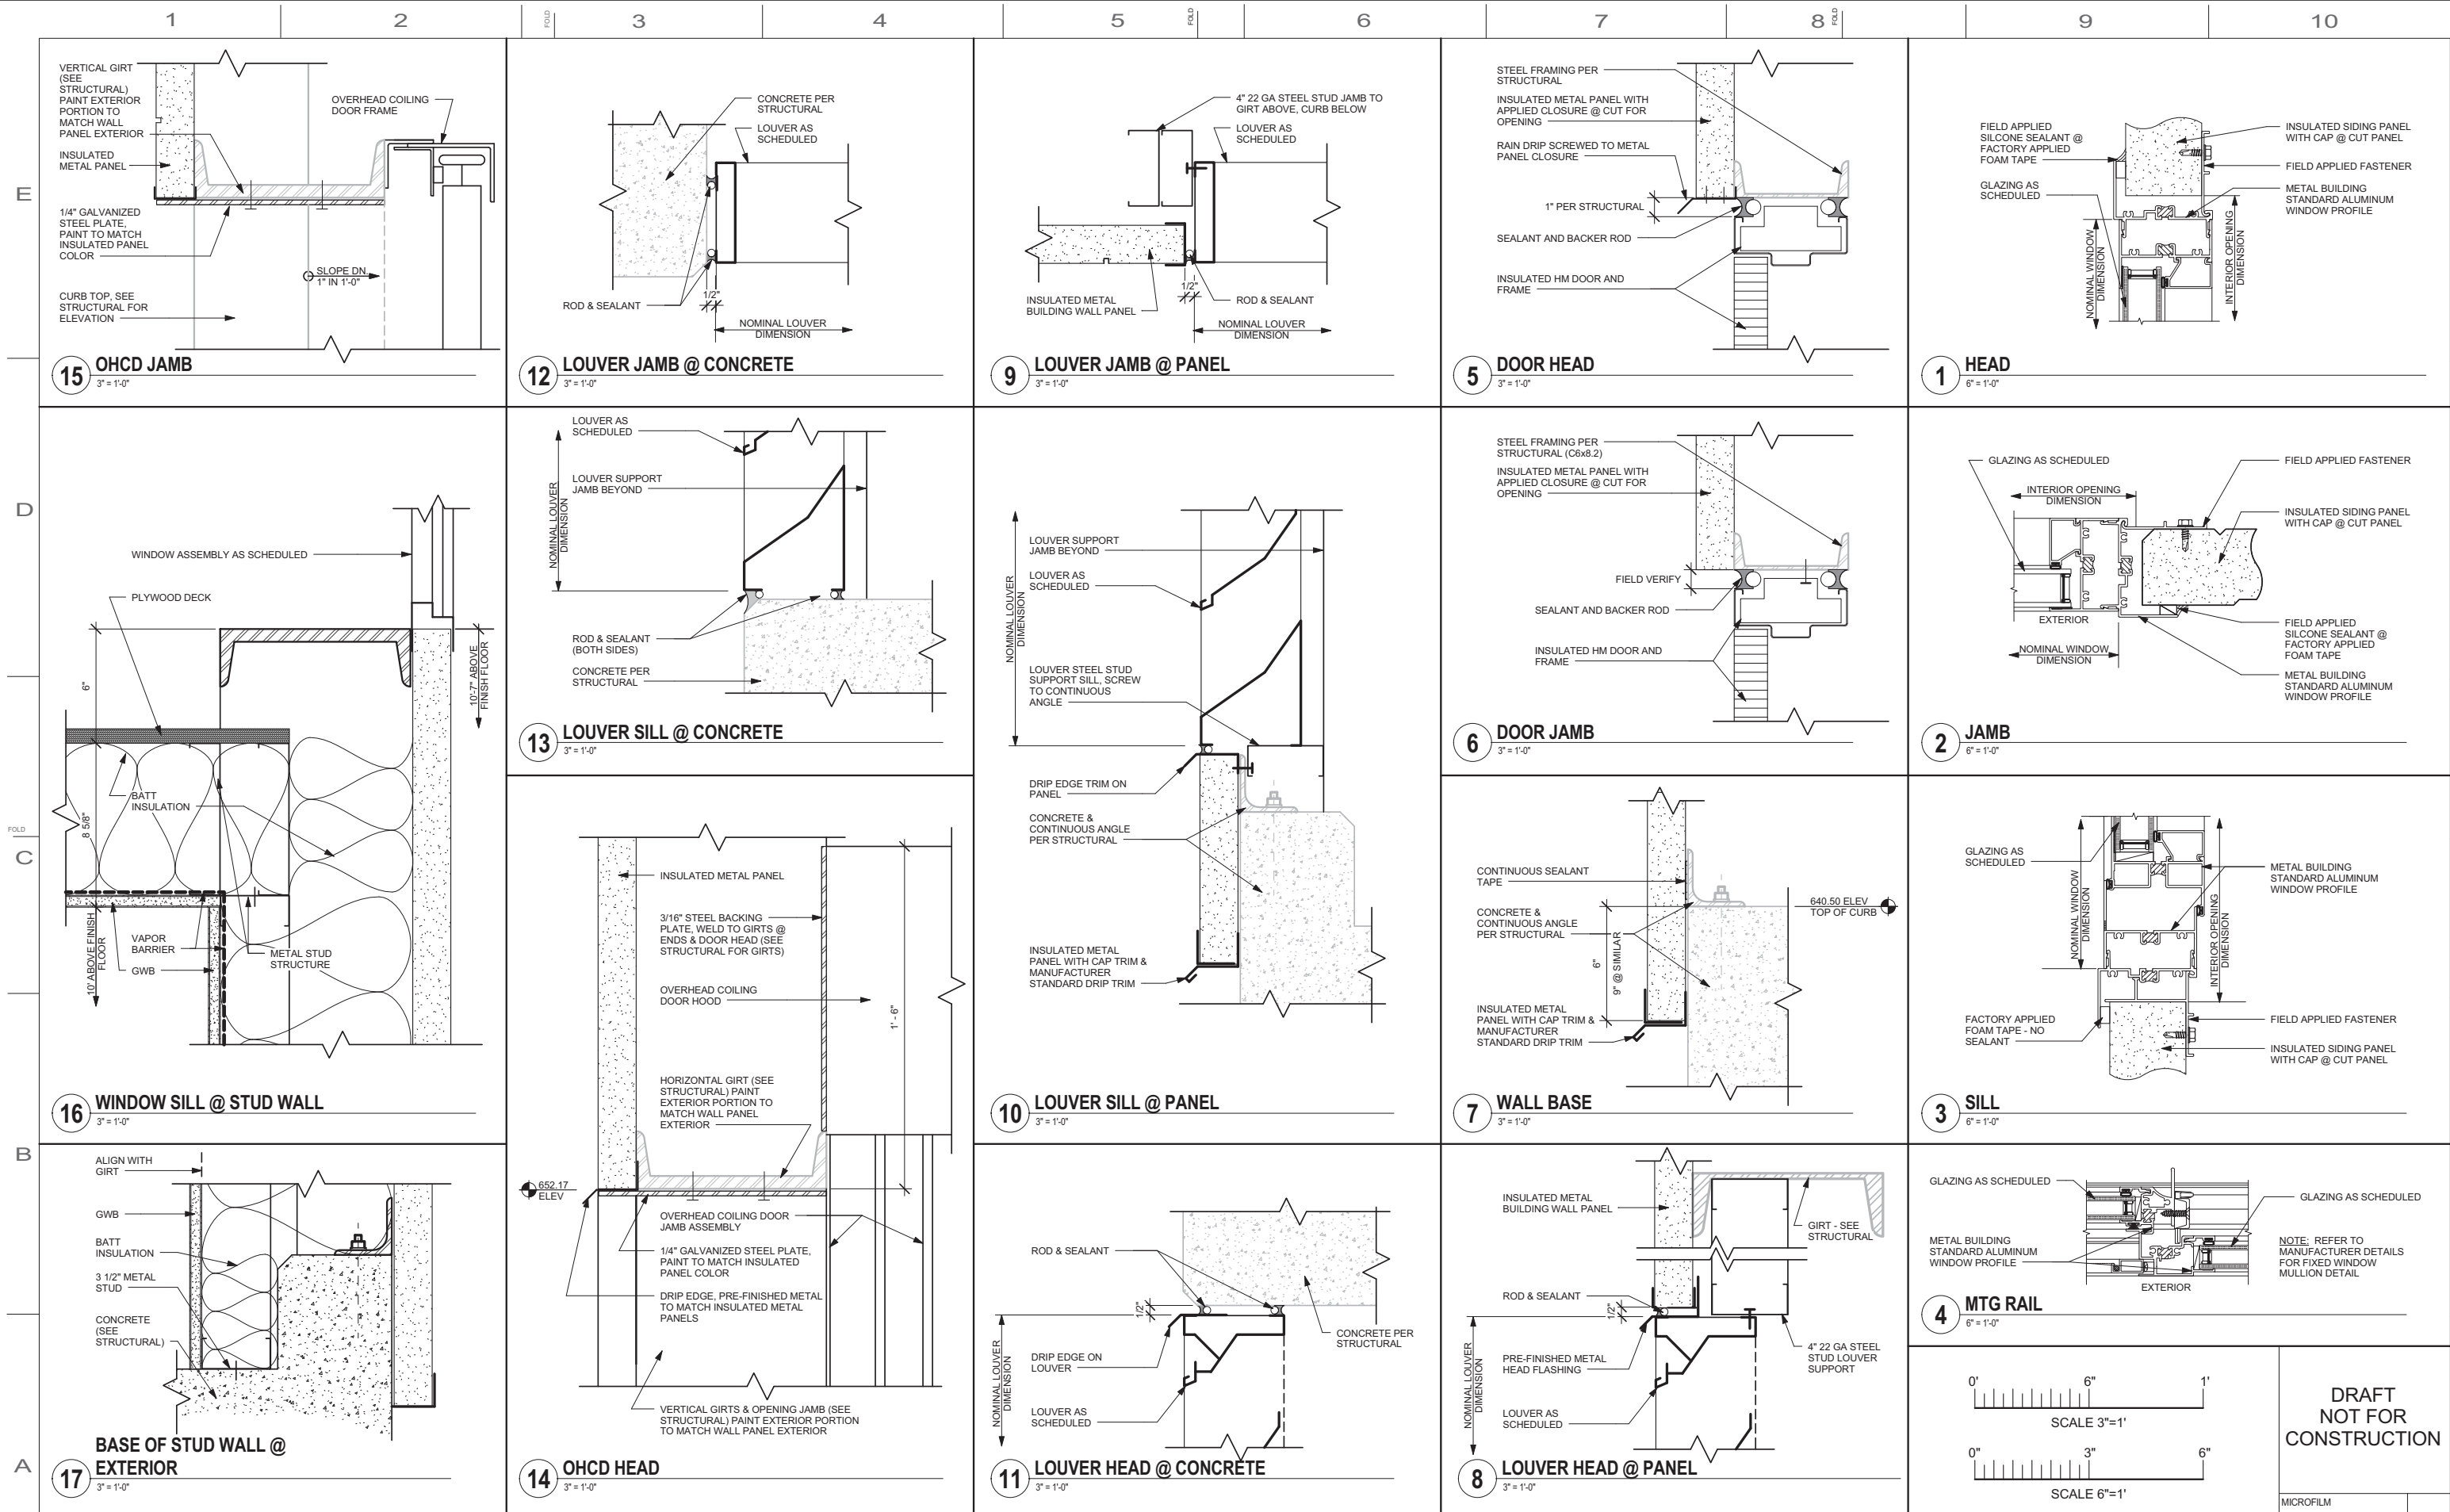 1 2 3 4 5 6 7 8 9 10
FOLD FOLD FOLD
E
D
FOLD
C
B
A
VERTICAL GIRT
(SEE
STRUCTURAL)
PAINT EXTERIOR
PORTION TO
MATCH WALL
PANEL EXTERIOR
OVERHEAD COILING
DOOR FRAME
INSULATED
METAL PANEL
1/4" GALVANIZED
STEEL PLATE,
PAINT TO MATCH
INSULATED PANEL
COLOR
SLOPE DN.
1" IN 1'-0"
CURB TOP, SEE
STRUCTURAL FOR
ELEVATION
15 OHCD JAMB
3" = 1'-0"
CONCRETE PER
STRUCTURAL
LOUVER AS
SCHEDULED
ROD & SEALANT
1/2"
NOMINAL LOUVER
DIMENSION
12 LOUVER JAMB @ CONCRETE
3" = 1'-0"
4" 22 GA STEEL STUD JAMB TO
GIRT ABOVE, CURB BELOW
LOUVER AS
SCHEDULED
INSULATED METAL
BUILDING WALL PANEL
1/2"
ROD & SEALANT
NOMINAL LOUVER
DIMENSION
9 LOUVER JAMB @ PANEL
3" = 1'-0"
STEEL FRAMING PER
STRUCTURAL
INSULATED METAL PANEL WITH
APPLIED CLOSURE @ CUT FOR
OPENING
RAIN DRIP SCREWED TO METAL
PANEL CLOSURE
1" PER STRUCTURAL
SEALANT AND BACKER ROD
INSULATED HM DOOR AND
FRAME
5 DOOR HEAD
3" = 1'-0"
FIELD APPLIED
SILCONE SEALANT @
FACTORY APPLIED
FOAM TAPE
GLAZING AS
SCHEDULED
NOMINAL WINDOW
DIMENSION
INTERIOR OPENING
DIMENSION
INSULATED SIDING PANEL
WITH CAP @ CUT PANEL
FIELD APPLIED FASTENER
METAL BUILDING
STANDARD ALUMINUM
WINDOW PROFILE
1 HEAD
6" = 1'-0"
WINDOW ASSEMBLY AS SCHEDULED
PLYWOOD DECK
6"
10'-7" ABOVE
FINISH FLOOR
BATT
INSULATION
8 5/8"
10' ABOVE FINISH
FLOOR
VAPOR
BARRIER
GWB
METAL STUD
STRUCTURE
16 WINDOW SILL @ STUD WALL
3" = 1'-0"
LOUVER AS
SCHEDULED
LOUVER SUPPORT
JAMB BEYOND
NOMINAL LOUVER
DIMENSION
ROD & SEALANT
(BOTH SIDES)
CONCRETE PER
STRUCTURAL
13 LOUVER SILL @ CONCRETE
3" = 1'-0"
LOUVER SUPPORT
JAMB BEYOND
LOUVER AS
SCHEDULED
NOMINAL LOUVER
DIMENSION
LOUVER STEEL STUD
SUPPORT SILL, SCREW
TO CONTINUOUS
ANGLE
DRIP EDGE TRIM ON
PANEL
CONCRETE &
CONTINUOUS ANGLE
PER STRUCTURAL
INSULATED METAL
PANEL WITH CAP TRIM &
MANUFACTURER
STANDARD DRIP TRIM
10 LOUVER SILL @ PANEL
3" = 1'-0"
STEEL FRAMING PER
STRUCTURAL (C6x8.2)
INSULATED METAL PANEL WITH
APPLIED CLOSURE @ CUT FOR
OPENING
FIELD VERIFY
SEALANT AND BACKER ROD
INSULATED HM DOOR AND
FRAME
6 DOOR JAMB
3" = 1'-0"
GLAZING AS SCHEDULED
INTERIOR OPENING
DIMENSION
EXTERIOR
NOMINAL WINDOW
DIMENSION
FIELD APPLIED FASTENER
INSULATED SIDING PANEL
WITH CAP @ CUT PANEL
FIELD APPLIED
SILCONE SEALANT @
FACTORY APPLIED
FOAM TAPE
METAL BUILDING
STANDARD ALUMINUM
WINDOW PROFILE
2 JAMB
6" = 1'-0"
INSULATED METAL PANEL
3/16" STEEL BACKING
PLATE, WELD TO GIRTS @
ENDS & DOOR HEAD (SEE
STRUCTURAL FOR GIRTS)
OVERHEAD COILING
DOOR HOOD
1' - 6"
HORIZONTAL GIRT (SEE
STRUCTURAL) PAINT
EXTERIOR PORTION TO
MATCH WALL PANEL
EXTERIOR
652.17
ELEV
OVERHEAD COILING DOOR
JAMB ASSEMBLY
1/4" GALVANIZED STEEL PLATE,
PAINT TO MATCH INSULATED
PANEL COLOR
DRIP EDGE, PRE-FINISHED METAL
TO MATCH INSULATED METAL
PANELS
VERTICAL GIRTS & OPENING JAMB (SEE
STRUCTURAL) PAINT EXTERIOR PORTION
TO MATCH WALL PANEL EXTERIOR
14 OHCD HEAD
3" = 1'-0"
CONTINUOUS SEALANT
TAPE
CONCRETE &
CONTINUOUS ANGLE
PER STRUCTURAL
640.50 ELEV
TOP OF CURB
6"
9" @ SIMILAR
INSULATED METAL
PANEL WITH CAP TRIM &
MANUFACTURER
STANDARD DRIP TRIM
7 WALL BASE
3" = 1'-0"
GLAZING AS
SCHEDULED
NOMINAL WINDOW
DIMENSION
INTERIOR OPENING
DIMENSION
METAL BUILDING
STANDARD ALUMINUM
WINDOW PROFILE
FACTORY APPLIED
FOAM TAPE - NO
SEALANT
FIELD APPLIED FASTENER
INSULATED SIDING PANEL
WITH CAP @ CUT PANEL
3 SILL
6" = 1'-0"
ALIGN WITH
GIRT
GWB
BATT
INSULATION
3 1/2" METAL
STUD
CONCRETE
(SEE
STRUCTURAL)
BASE OF STUD WALL @
17 EXTERIOR
3" = 1'-0"
ROD & SEALANT
1/2"
CONCRETE PER
STRUCTURAL
DRIP EDGE ON
LOUVER
NOMINAL LOUVER
DIMENSION
LOUVER AS
SCHEDULED
11 LOUVER HEAD @ CONCRETE
3" = 1'-0"
INSULATED METAL
BUILDING WALL PANEL
GIRT - SEE
STRUCTURAL
ROD & SEALANT
1/2"
PRE-FINISHED METAL
HEAD FLASHING
4" 22 GA STEEL
STUD LOUVER
SUPPORT
NOMINAL LOUVER
DIMENSION
LOUVER AS
SCHEDULED
8 LOUVER HEAD @ PANEL
3" = 1'-0"
GLAZING AS SCHEDULED
GLAZING AS SCHEDULED
METAL BUILDING
STANDARD ALUMINUM
WINDOW PROFILE
NOTE: REFER TO
MANUFACTURER DETAILS
FOR FIXED WINDOW
MULLION DETAIL
EXTERIOR
4 MTG RAIL
6" = 1'-0"
0' 6" 1'
SCALE 3"=1'
0" 3" 6"
SCALE 6"=1'
DRAFT
NOT FOR
CONSTRUCTION
MICROFILM